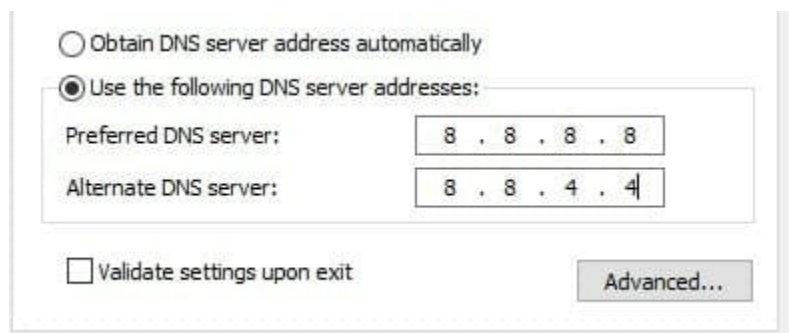 Obtain DNS server address automatically
Use the following DNS server addresses:
Preferred DNS server: 8 . 8 . 8 . 8
Alternate DNS server: 8 . 8 . 4 . 4
Validate settings upon exit
Advanced...